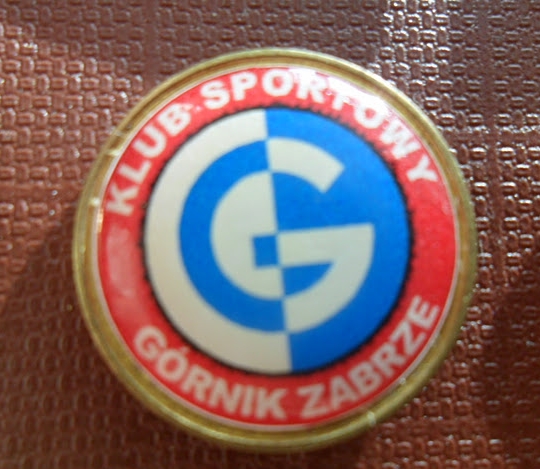 KLUB SPORTOWY
GÓRNIK ZABRZE
G